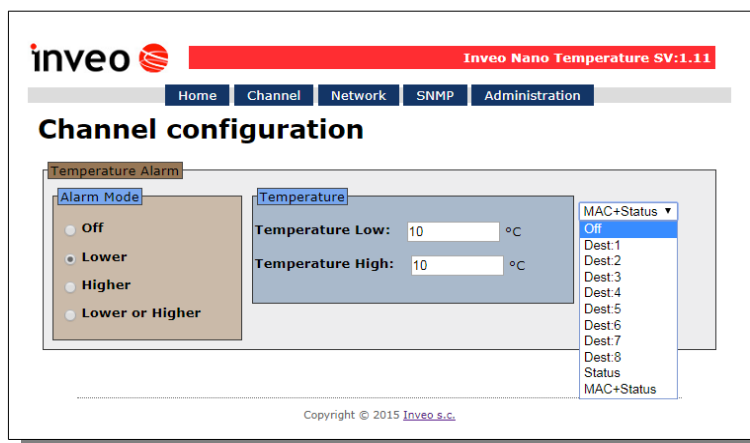 inveo
Inveo Nano Temperature SV:1.11
Home Channel Network SNMP Administration
Channel configuration
Temperature Alarm
Alarm Mode
Off
Lower
Higher
Lower or Higher
Temperature
Temperature Low: 10 °C
Temperature High: 10 °C
MAC+Status ▼
Off
Dest:1
Dest:2
Dest:3
Dest:4
Dest:5
Dest:6
Dest:7
Dest:8
Status
MAC+Status
Copyright © 2015 Inveo s.c.